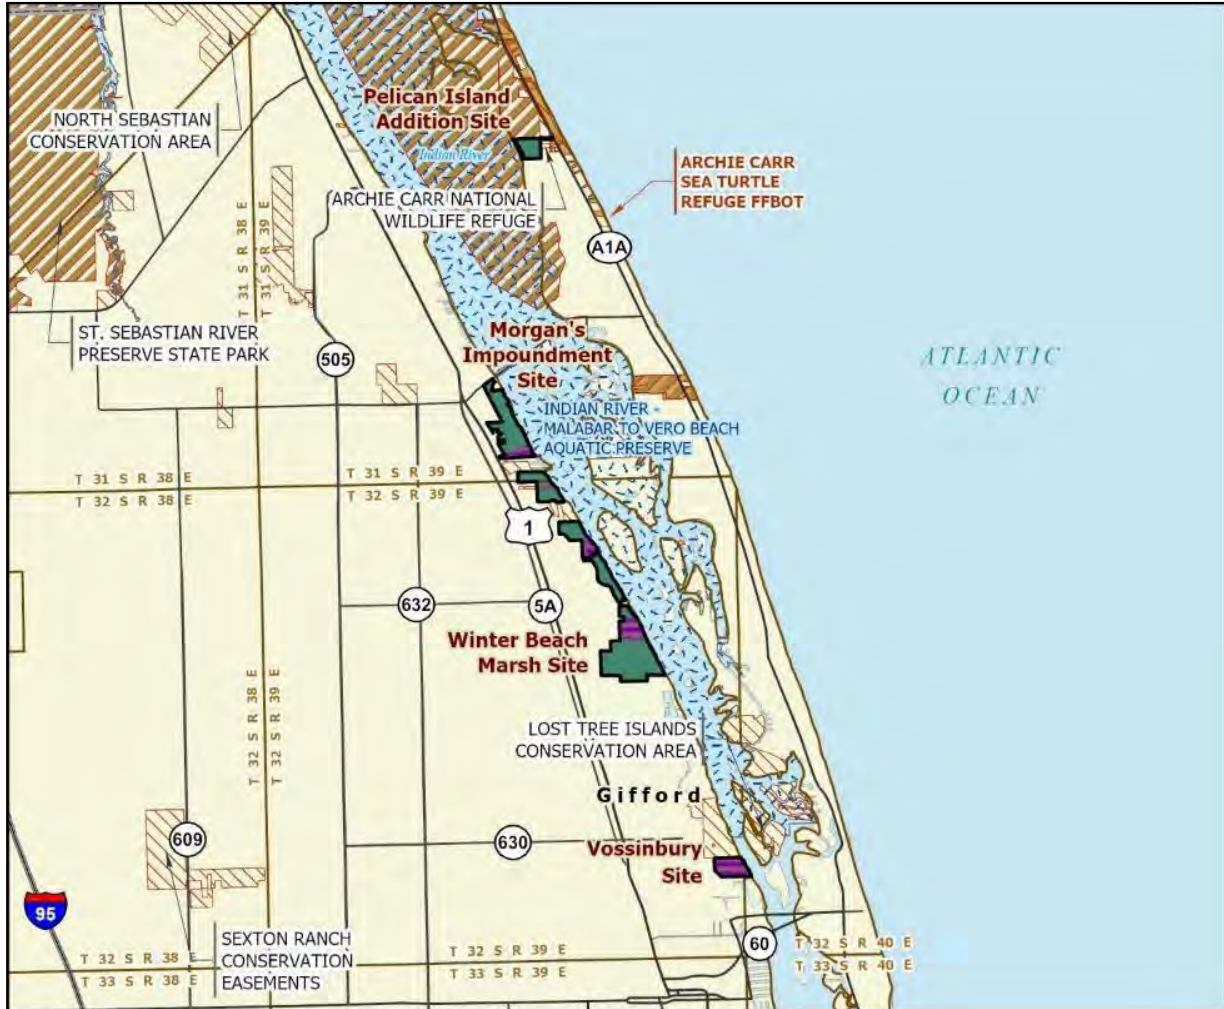 Pelican Island
Addition Site
NORTH SEBASTIAN
CONSERVATION AREA
Indian River
ARCHIE CARR
SEA TURTLE
REFUGE FFBOT
ARCHIE CARR NATIONAL
WILDLIFE REFUGE
A1A
T 31 S R 38 E
T 31 S R 39 E
ST. SEBASTIAN RIVER
PRESERVE STATE PARK
505
Morgan's
Impoundment
Site
ATLANTIC
OCEAN
INDIAN RIVER -
MALABAR TO VERO BEACH
AQUATIC PRESERVE
T 31 S R 38 E
T 32 S R 38 E
T 31 S R 39 E
T 32 S R 39 E
1
632
5A
Winter Beach
Marsh Site
T 32 S R 38 E
T 32 S R 39 E
LOST TREE ISLANDS
CONSERVATION AREA
Gifford
609
630
Vossinbury
Site
95
SEXTON RANCH
CONSERVATION
EASEMENTS
60
T 32 S R 38 E
T 33 S R 38 E
T 32 S R 39 E
T 33 S R 39 E
T 32 S R 40 E
T 33 S R 40 E